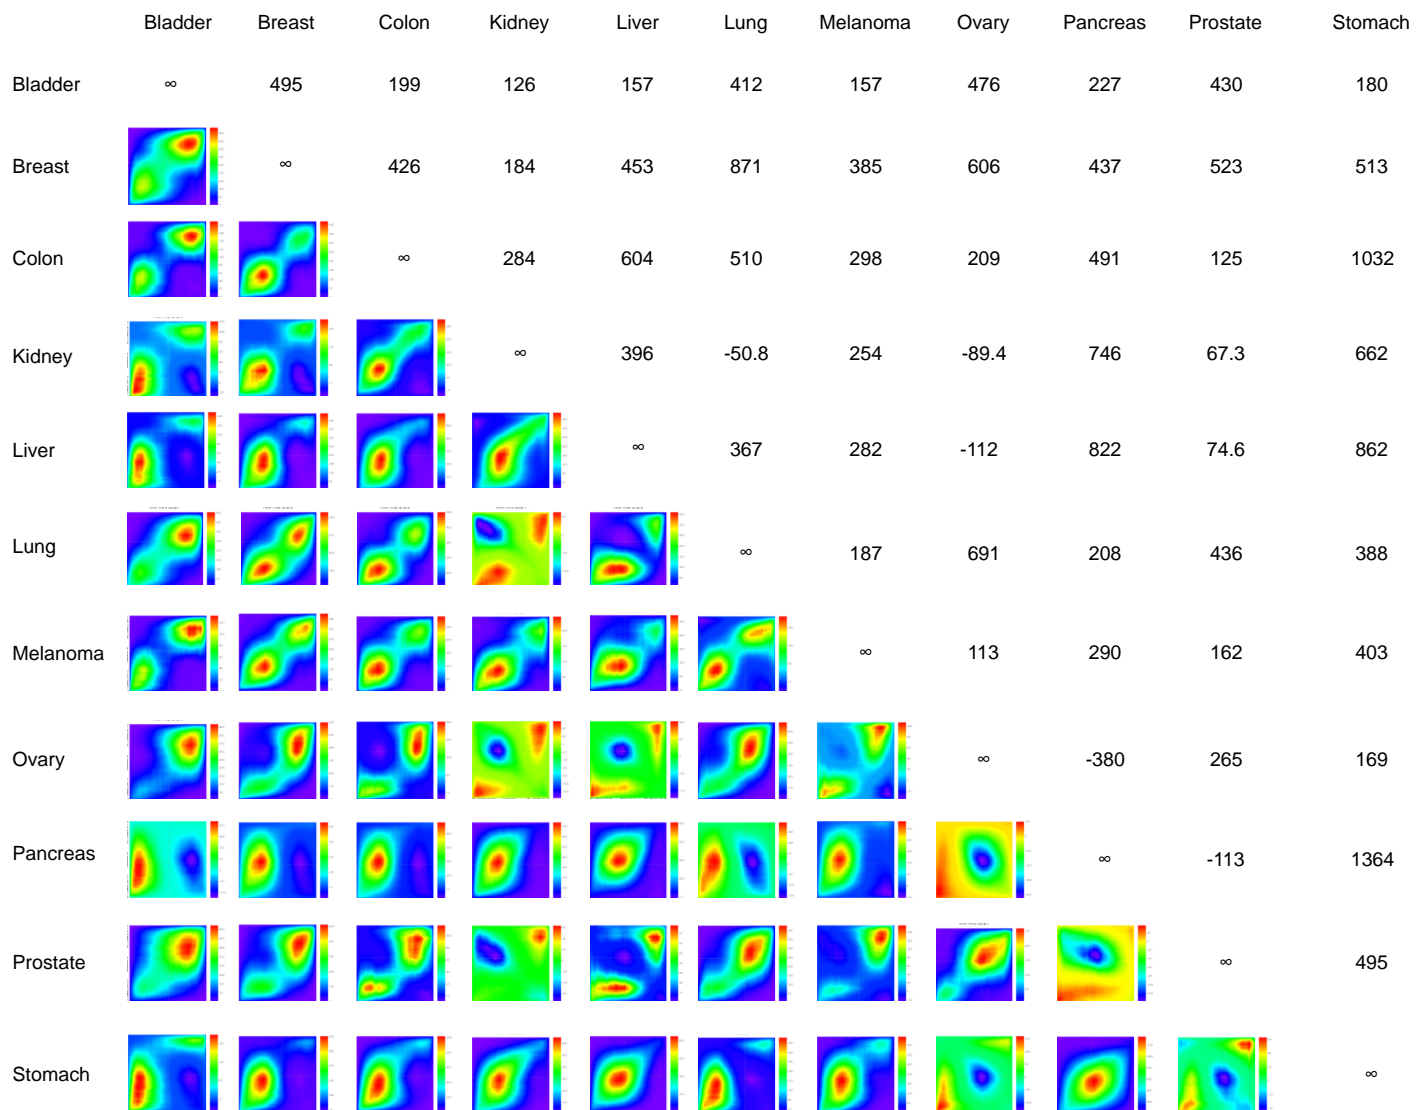 Bladder Breast Colon Kidney Liver Lung Melanoma Ovary Pancreas Prostate Stomach
Bladder ∞ 495 199 126 157 412 157 476 227 430 180
Breast ∞ 426 184 453 871 385 606 437 523 513
Colon ∞ 284 604 510 298 209 491 125 1032
Kidney ∞ 396 -50.8 254 -89.4 746 67.3 662
Liver ∞ 367 282 -112 822 74.6 862
Lung ∞ 187 691 208 436 388
Melanoma ∞ 113 290 162 403
Ovary ∞ -380 265 169
Pancreas ∞ -113 1364
Prostate ∞ 495
Stomach ∞